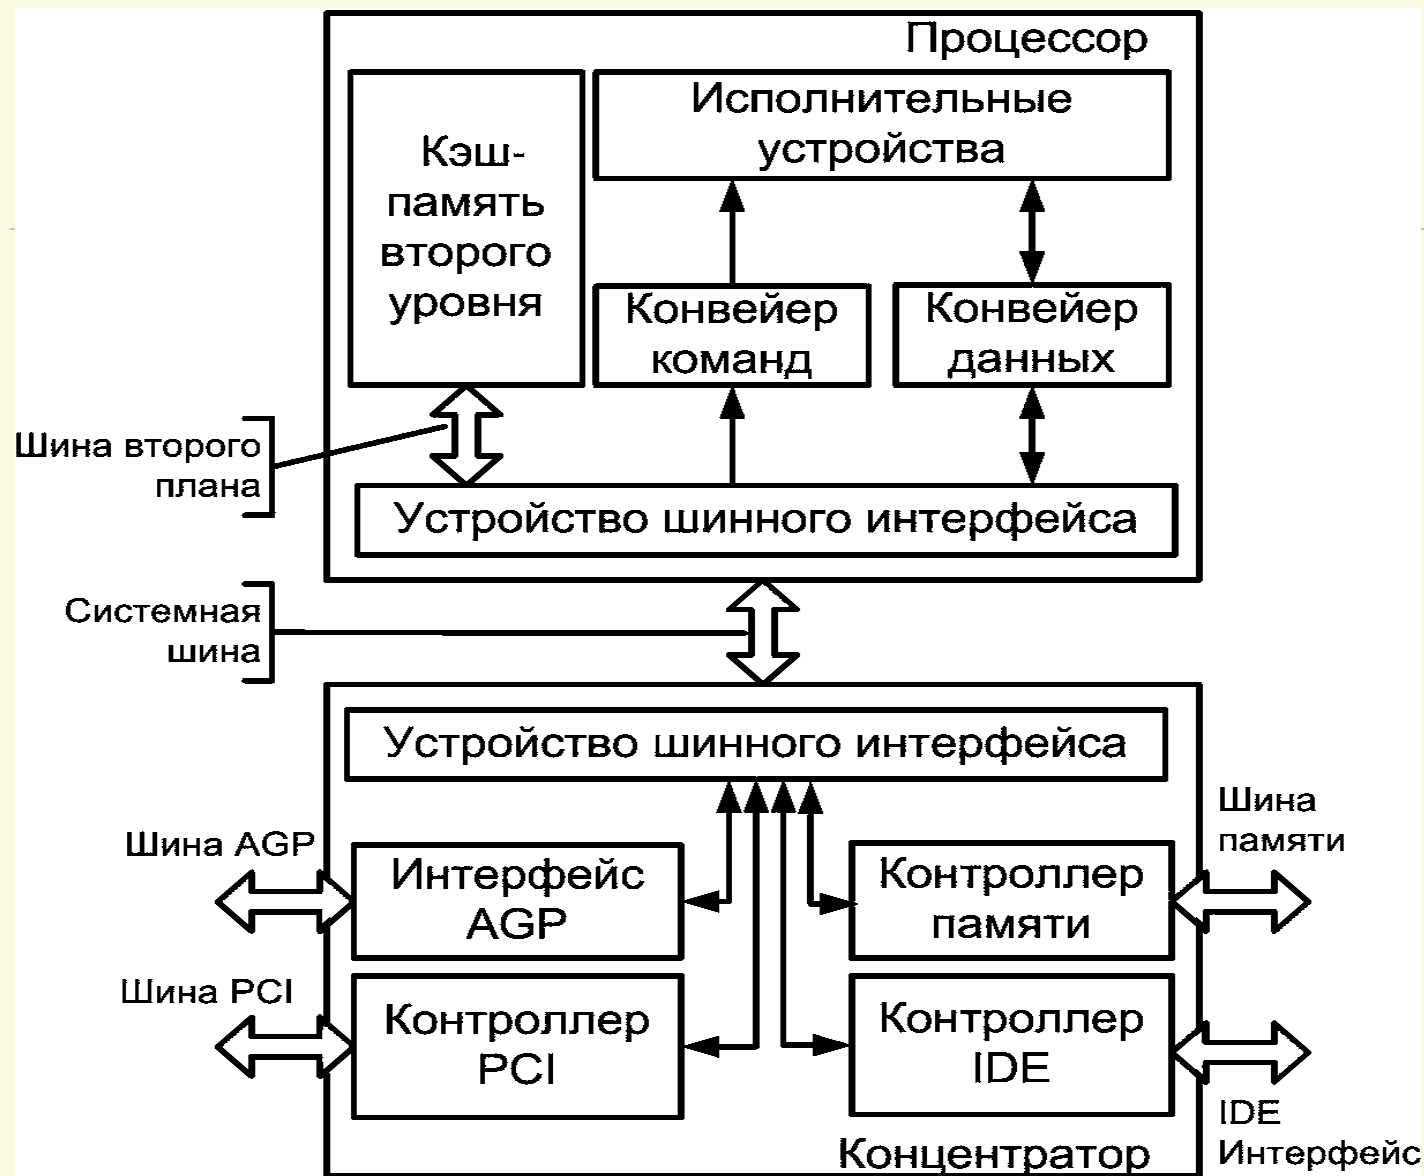 Процессор
Исполнительные
устройства
Кэш-
память
второго
уровня
Конвейер
команд
Конвейер
данных
Шина второго
плана
Устройство шинного интерфейса
Системная
шина
Устройство шинного интерфейса
Шина AGP
Интерфейс
AGP
Контроллер
памяти
Шина
памяти
Шина PCI
Контроллер
PCI
Контроллер
IDE
IDE
Интерфейс
Концентратор